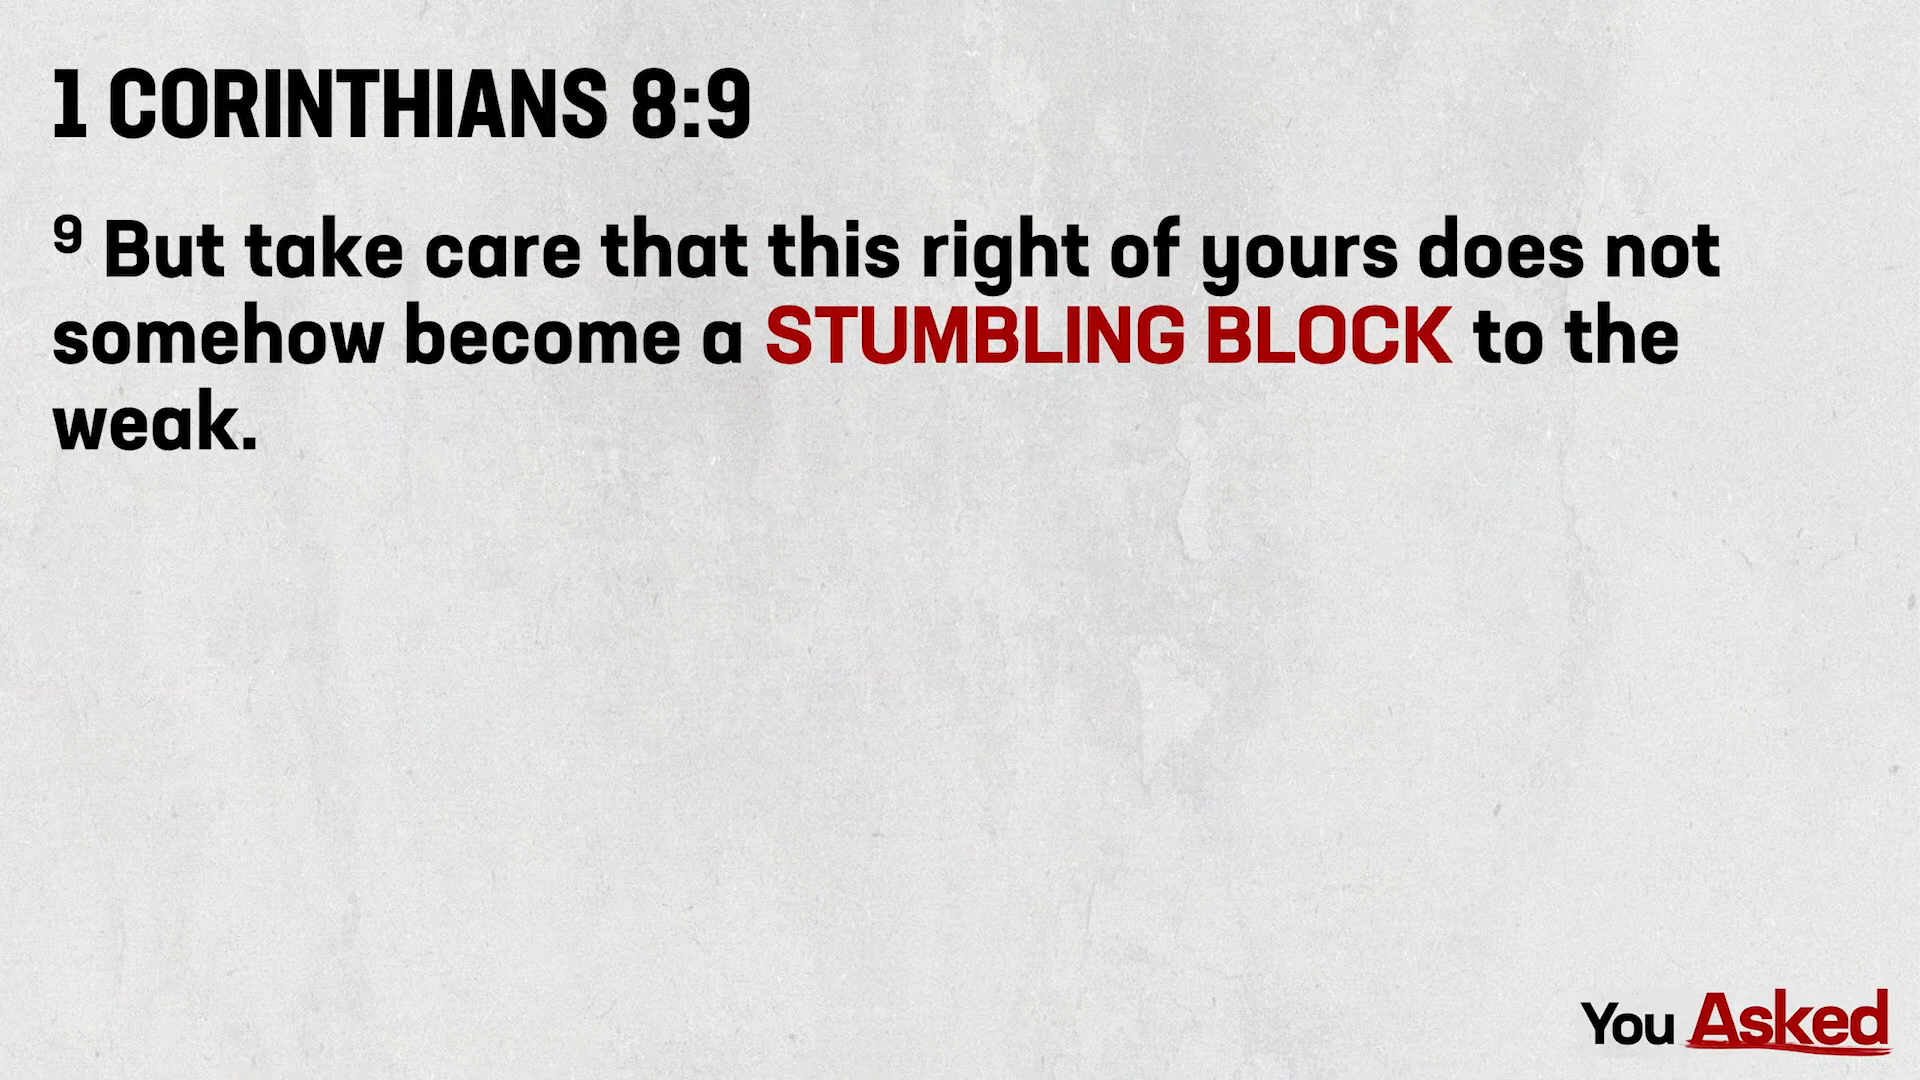 1 CORINTHIANS 8:9
⁹ But take care that this right of yours does not
somehow become a STUMBLING BLOCK to the
weak.
You Asked